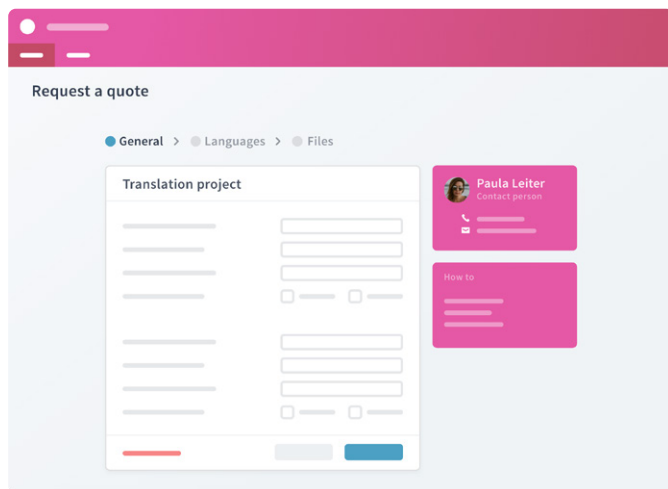 Request a quote
General > Languages > Files
Translation project
Paula Leiter
Contact person
How to